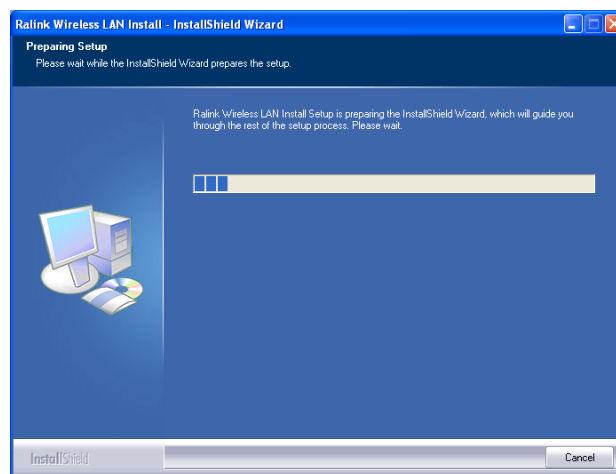 Ralink Wireless LAN Install - InstallShield Wizard
Preparing Setup
Please wait while the InstallShield Wizard prepares the setup.
Ralink Wireless LAN Install Setup is preparing the InstallShield Wizard, which will guide you
through the rest of the setup process. Please wait.
InstallShield
Cancel